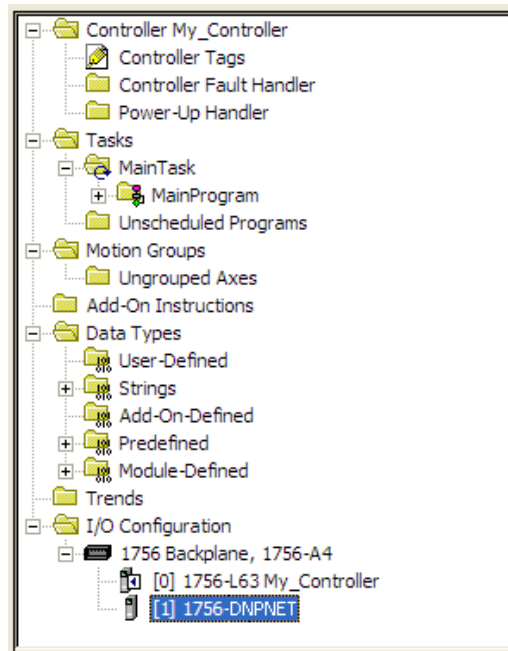 Controller My_Controller
Controller Tags
Controller Fault Handler
Power-Up Handler
Tasks
MainTask
MainProgram
Unscheduled Programs
Motion Groups
Ungrouped Axes
Add-On Instructions
Data Types
User-Defined
Strings
Add-On-Defined
Predefined
Module-Defined
Trends
I/O Configuration
1756 Backplane, 1756-A4
[0] 1756-L63 My_Controller
[1] 1756-DNPNET